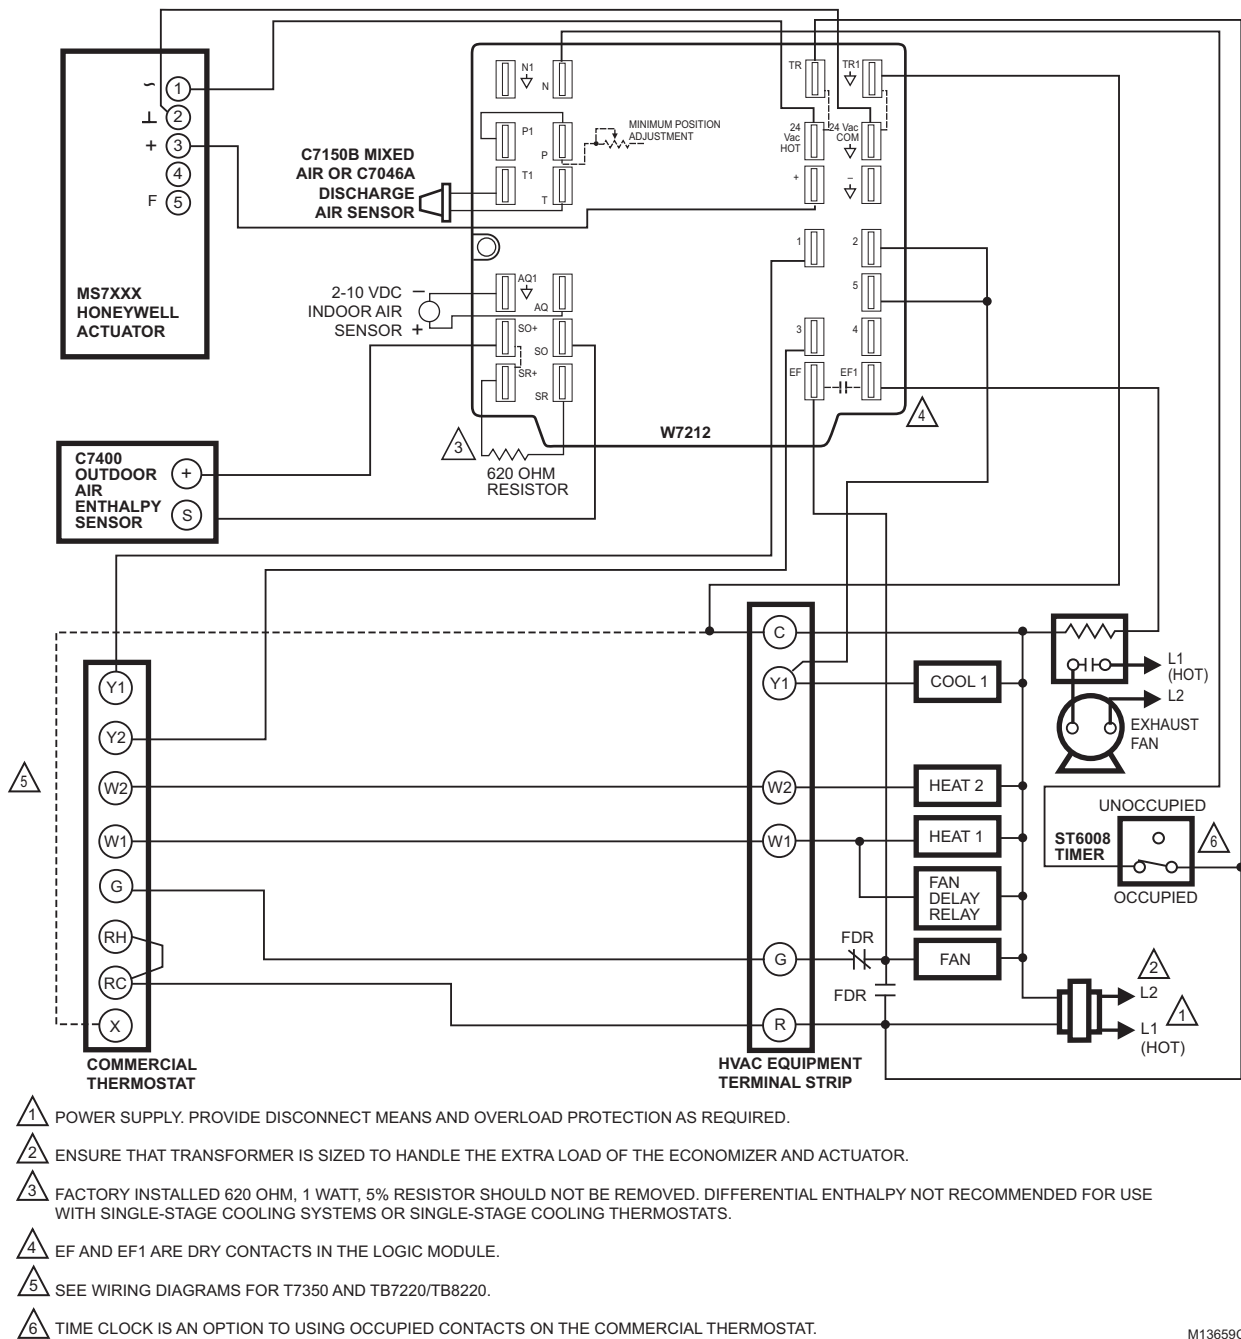 N1
N
TR
TR1
1
~
2
⊥
P1
P
MINIMUM POSITION
ADJUSTMENT
24
Vac
HOT
24 Vac
COM
+
3
C7150B MIXED
AIR OR C7046A
DISCHARGE
AIR SENSOR
T1
T
+
–
4
F
5
1
2
MS7XXX
HONEYWELL
ACTUATOR
2-10 VDC
INDOOR AIR
SENSOR
–
+
AQ1
AQ
5
SO+
SO
3
4
SR+
SR
EF
EF1
W7212
4
3
620 OHM
RESISTOR
C7400
OUTDOOR
AIR
ENTHALPY
SENSOR
+
S
C
Y1
Y1
COOL 1
L1
(HOT)
L2
EXHAUST
FAN
Y2
5
W2
W2
HEAT 2
UNOCCUPIED
W1
W1
HEAT 1
ST6008
TIMER
6
OCCUPIED
G
FAN
DELAY
RELAY
RH
FDR
G
FAN
RC
FDR
2
L2
X
R
1
L1
(HOT)
COMMERCIAL
THERMOSTAT
HVAC EQUIPMENT
TERMINAL STRIP
1 POWER SUPPLY. PROVIDE DISCONNECT MEANS AND OVERLOAD PROTECTION AS REQUIRED.
2 ENSURE THAT TRANSFORMER IS SIZED TO HANDLE THE EXTRA LOAD OF THE ECONOMIZER AND ACTUATOR.
3 FACTORY INSTALLED 620 OHM, 1 WATT, 5% RESISTOR SHOULD NOT BE REMOVED. DIFFERENTIAL ENTHALPY NOT RECOMMENDED FOR USE
WITH SINGLE-STAGE COOLING SYSTEMS OR SINGLE-STAGE COOLING THERMOSTATS.
4 EF AND EF1 ARE DRY CONTACTS IN THE LOGIC MODULE.
5 SEE WIRING DIAGRAMS FOR T7350 AND TB7220/TB8220.
6 TIME CLOCK IS AN OPTION TO USING OCCUPIED CONTACTS ON THE COMMERCIAL THERMOSTAT.